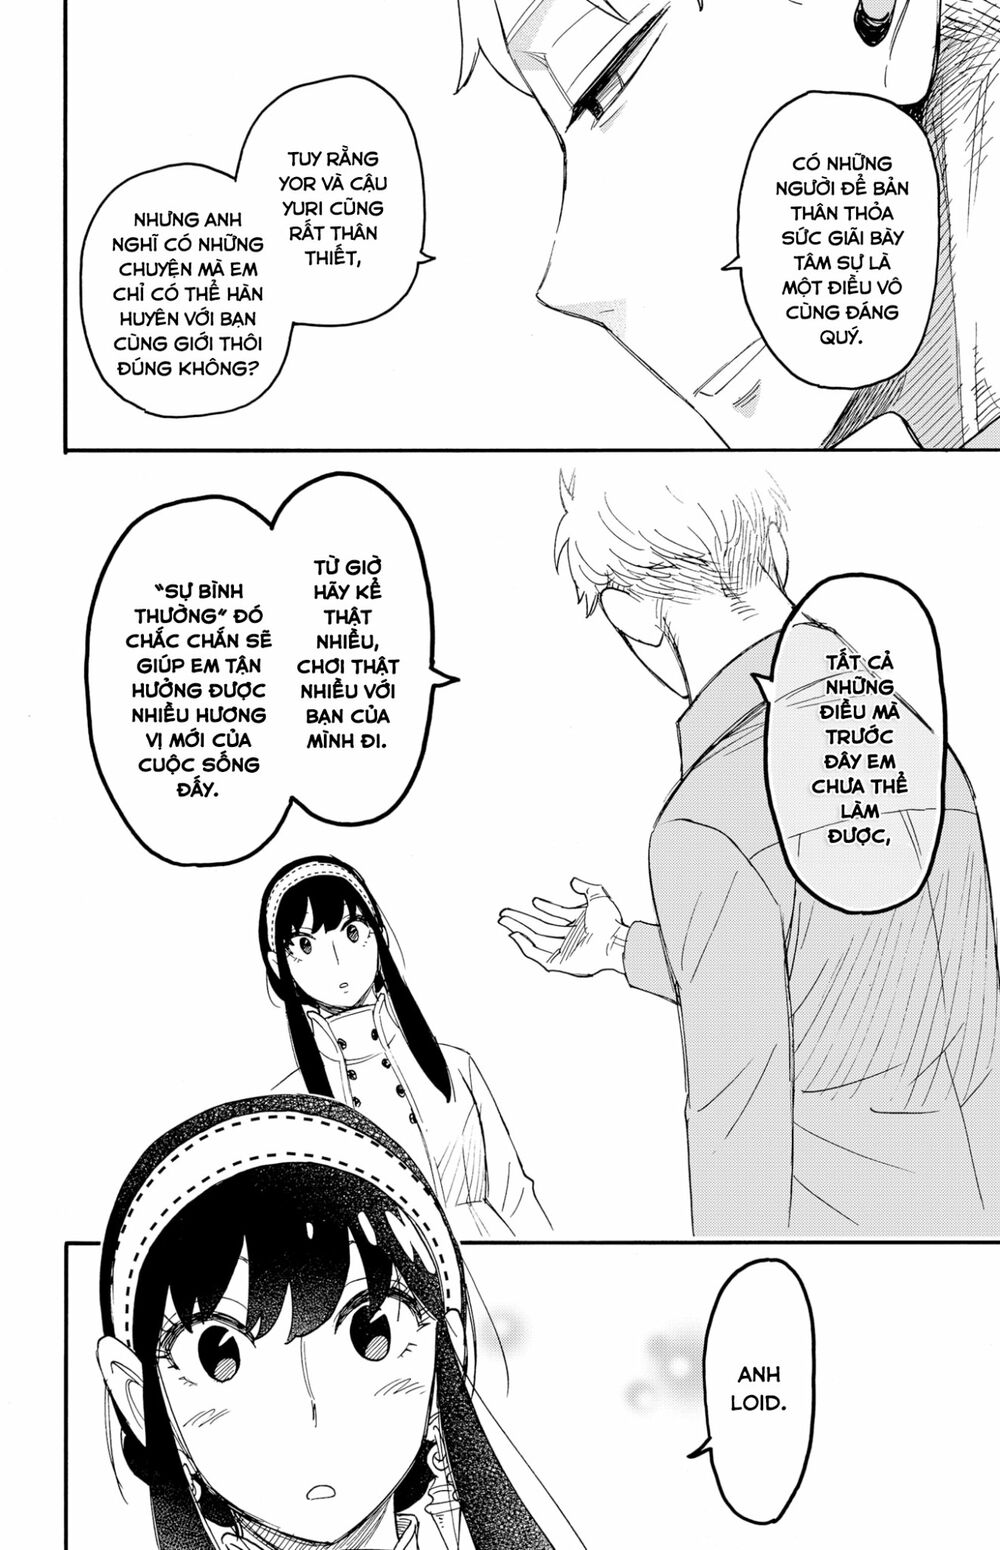 CÓ NHỮNG
NGƯỜI ĐỂ BẢN
THÂN THỎA
SỨC GIÃI BÀY
TÂM SỰ LÀ
MỘT ĐIỀU VÔ
CÙNG ĐÁNG
QUÝ.
TUY RẰNG
YOR VÀ CẬU
YURI CŨNG
RẤT THÂN
THIẾT,
NHƯNG ANH
NGHĨ CÓ NHỮNG
CHUYỆN MÀ EM
CHỈ CÓ THỂ HÀN
HUYÊN VỚI BẠN
CÙNG GIỚI THÔI
ĐÚNG KHÔNG?
TẤT CẢ
NHỮNG
ĐIỀU MÀ
TRƯỚC
ĐÂY EM
CHƯA THỂ
LÀM
ĐƯỢC,
TỪ GIỜ
HÃY KỂ
THẬT
NHIỀU,
CHƠI THẬT
NHIỀU VỚI
BẠN CỦA
MÌNH ĐI.
“SỰ BÌNH
THƯỜNG” ĐÓ
CHẮC CHẮN SẼ
GIÚP EM TẬN
HƯỞNG ĐƯỢC
NHIỀU HƯƠNG
VỊ MỚI CỦA
CUỘC SỐNG
ĐẤY.
ANH
LOID.